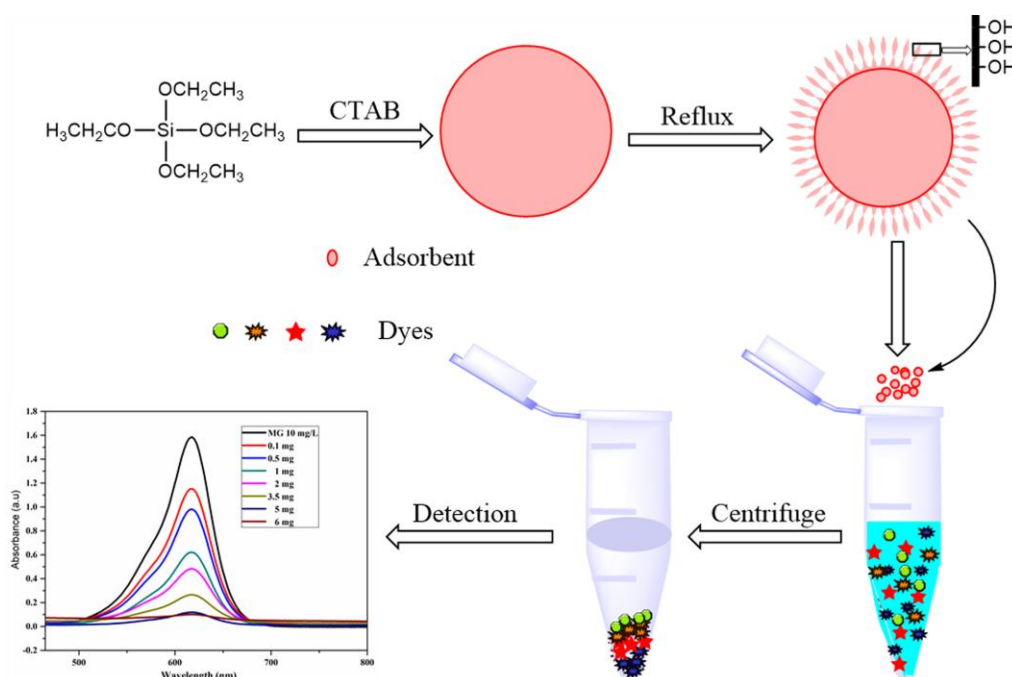 OCH₂CH₃
H₃CH₂CO—Si—OCH₂CH₃
OCH₂CH₃
CTAB
Reflux
OH
OH
OH
Adsorbent
Dyes
Centrifuge
Detection
Absorbance (a.u)
1.8
1.6
1.4
1.2
1.0
0.8
0.6
0.4
0.2
0.0
-0.2
MG 10 mg/L
0.1 mg
0.5 mg
1 mg
2 mg
3.5 mg
5 mg
6 mg
500
600
700
800
Wavelength (nm)